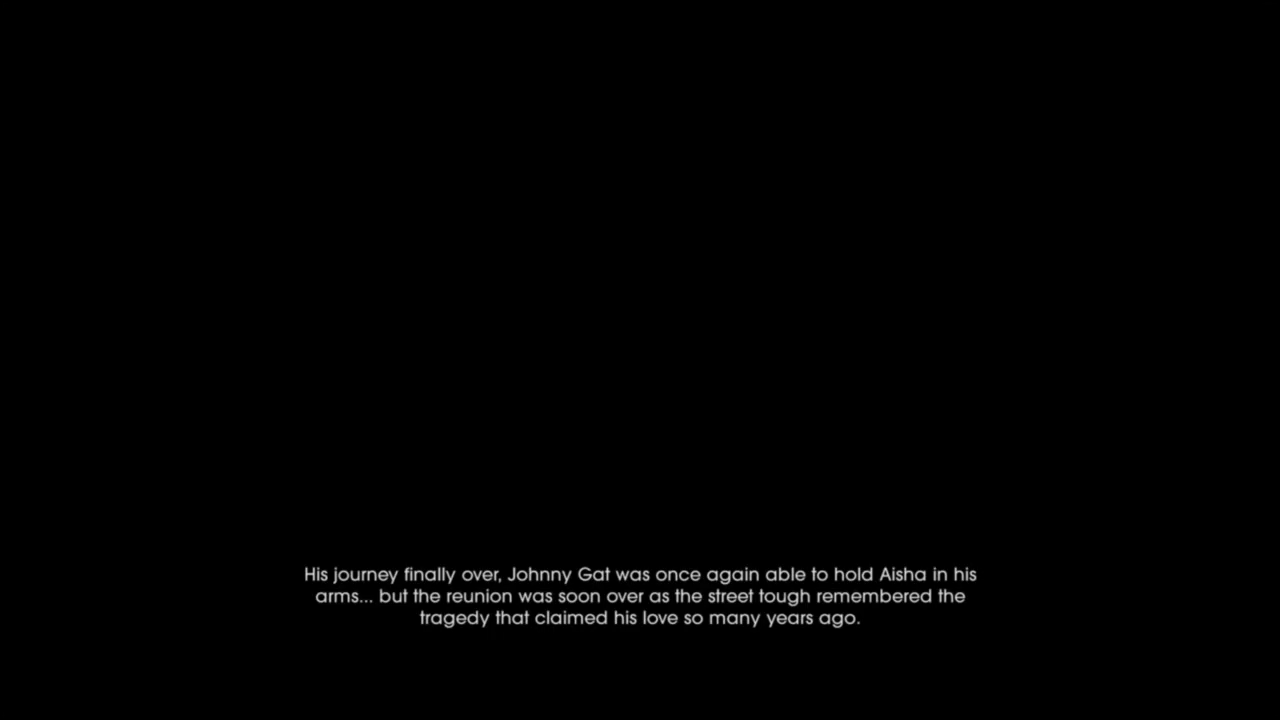 His journey finally over, Johnny Gat was once again able to hold Aisha in his
arms... but the reunion was soon over as the street tough remembered the
tragedy that claimed his love so many years ago.